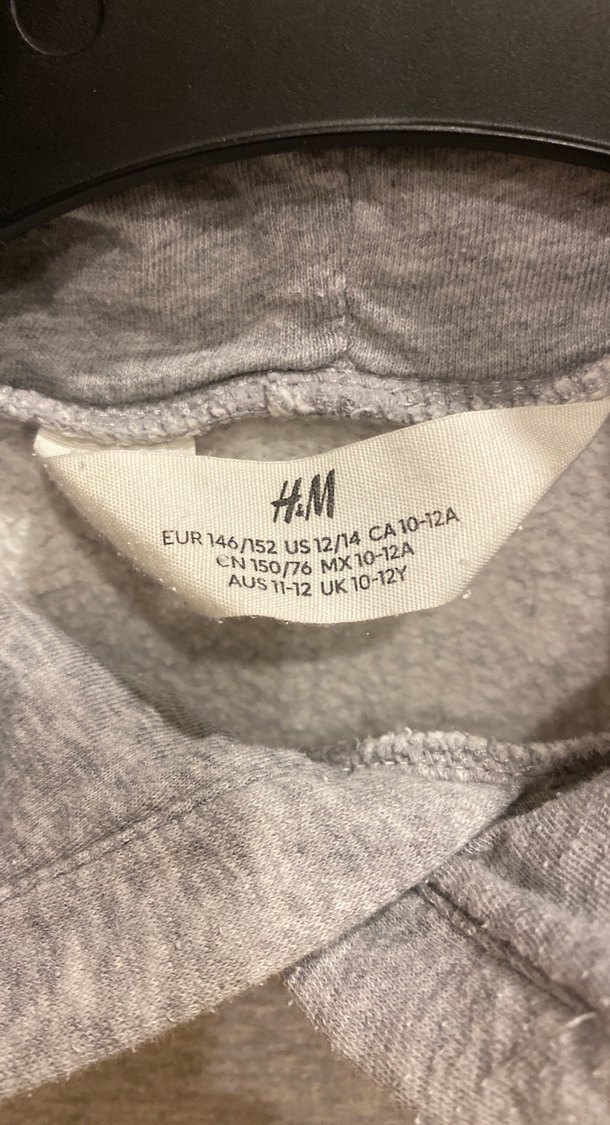 H&M
EUR 146/152 US 12/14 CA 10-12A
CN 150/76 MX 10-12A
AUS 11-12 UK 10-12Y